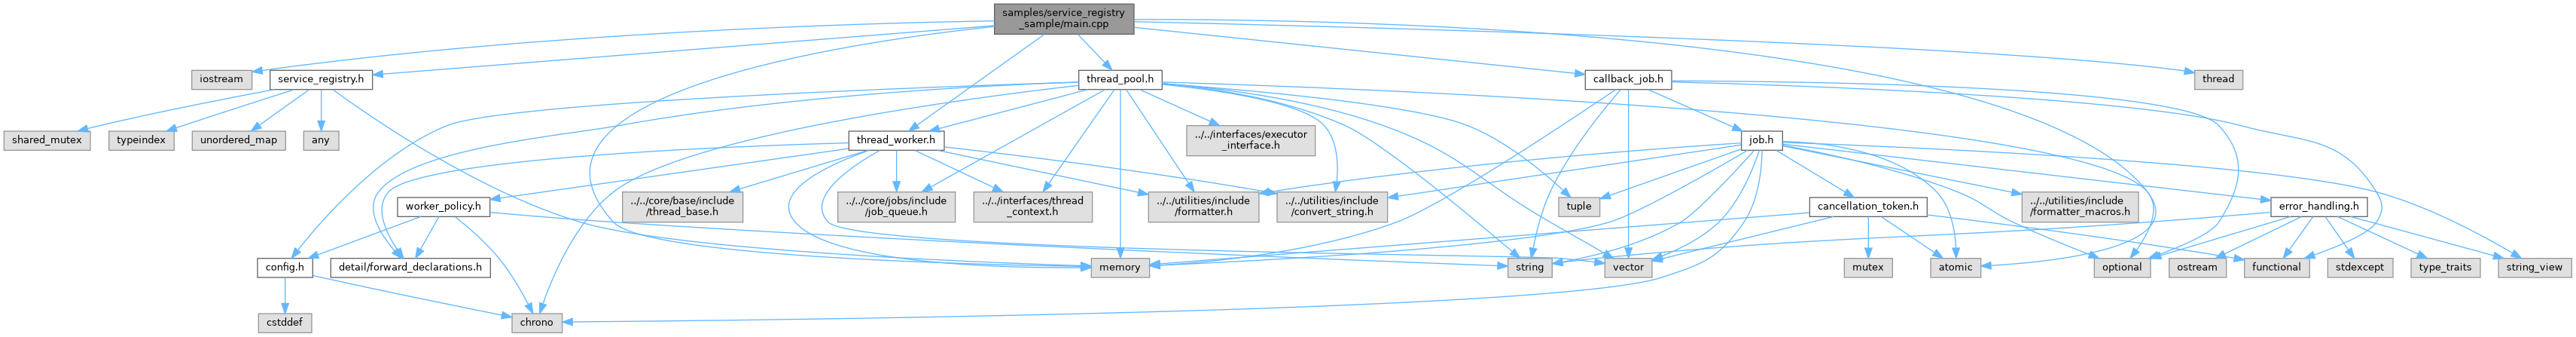 samples/service_registry
_sample/main.cpp
iostream
service_registry.h
thread_pool.h
callback_job.h
thread
shared_mutex
typeindex
unordered_map
any
thread_worker.h
../../interfaces/executor
_interface.h
job.h
worker_policy.h
../../core/base/include
/thread_base.h
../../core/jobs/include
/job_queue.h
../../interfaces/thread
_context.h
../../utilities/include
/formatter.h
../../utilities/include
/convert_string.h
tuple
cancellation_token.h
../../utilities/include
/formatter_macros.h
error_handling.h
config.h
detail/forward_declarations.h
memory
string
vector
mutex
atomic
optional
ostream
functional
stdexcept
type_traits
string_view
cstddef
chrono